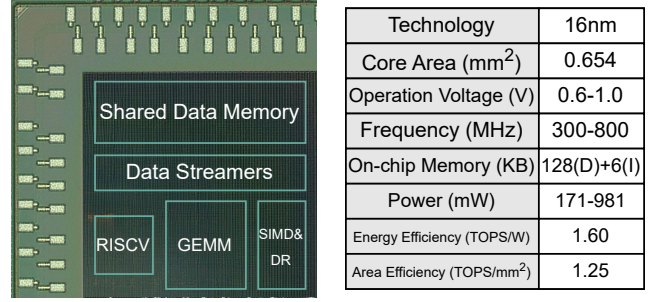 Shared Data Memory
Data Streamers
RISCV
GEMM
SIMD&
DR
Technology 16nm
Core Area (mm²) 0.654
Operation Voltage (V) 0.6-1.0
Frequency (MHz) 300-800
On-chip Memory (KB) 128(D)+6(I)
Power (mW) 171-981
Energy Efficiency (TOPS/W) 1.60
Area Efficiency (TOPS/mm²) 1.25